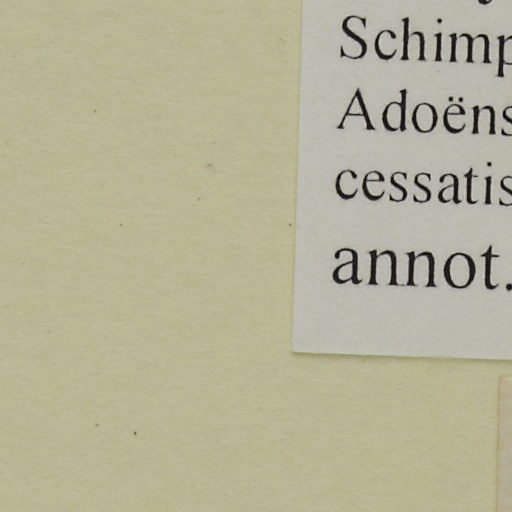 Schimp
Adoëns
cessatis
annot.